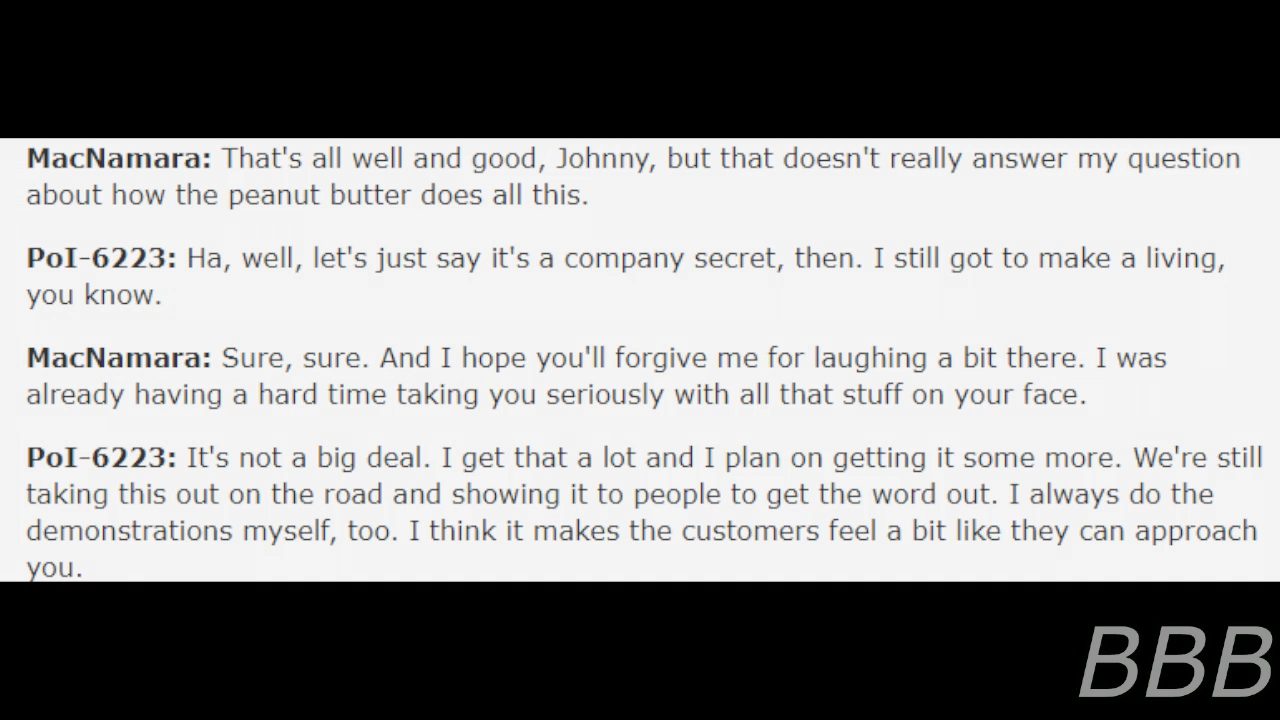 MacNamara: That's all well and good, Johnny, but that doesn't really answer my question
about how the peanut butter does all this.
PoI-6223: Ha, well, let's just say it's a company secret, then. I still got to make a living,
you know.
MacNamara: Sure, sure. And I hope you'll forgive me for laughing a bit there. I was
already having a hard time taking you seriously with all that stuff on your face.
PoI-6223: It's not a big deal. I get that a lot and I plan on getting it some more. We're still
taking this out on the road and showing it to people to get the word out. I always do the
demonstrations myself, too. I think it makes the customers feel a bit like they can approach
you.
BBB